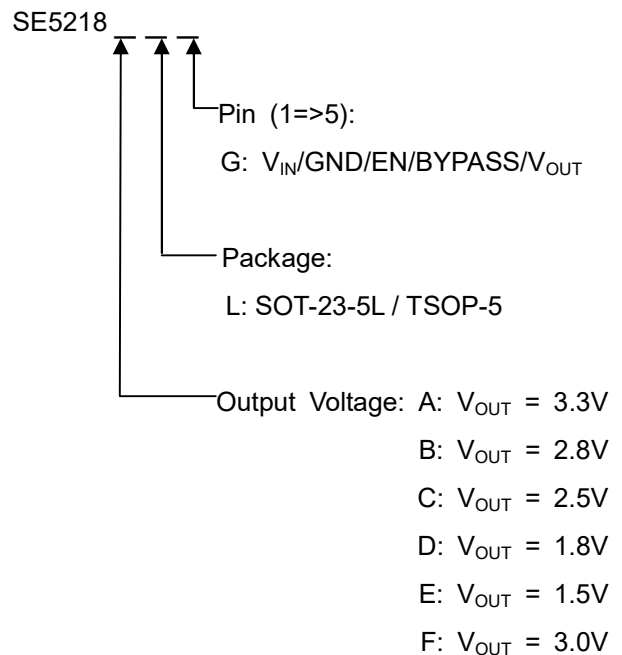 SE5218 _ _ _
Pin (1=>5):
G: VIN/GND/EN/BYPASS/VOUT
Package:
L: SOT-23-5L / TSOP-5
Output Voltage: A: VOUT = 3.3V
B: VOUT = 2.8V
C: VOUT = 2.5V
D: VOUT = 1.8V
E: VOUT = 1.5V
F: VOUT = 3.0V